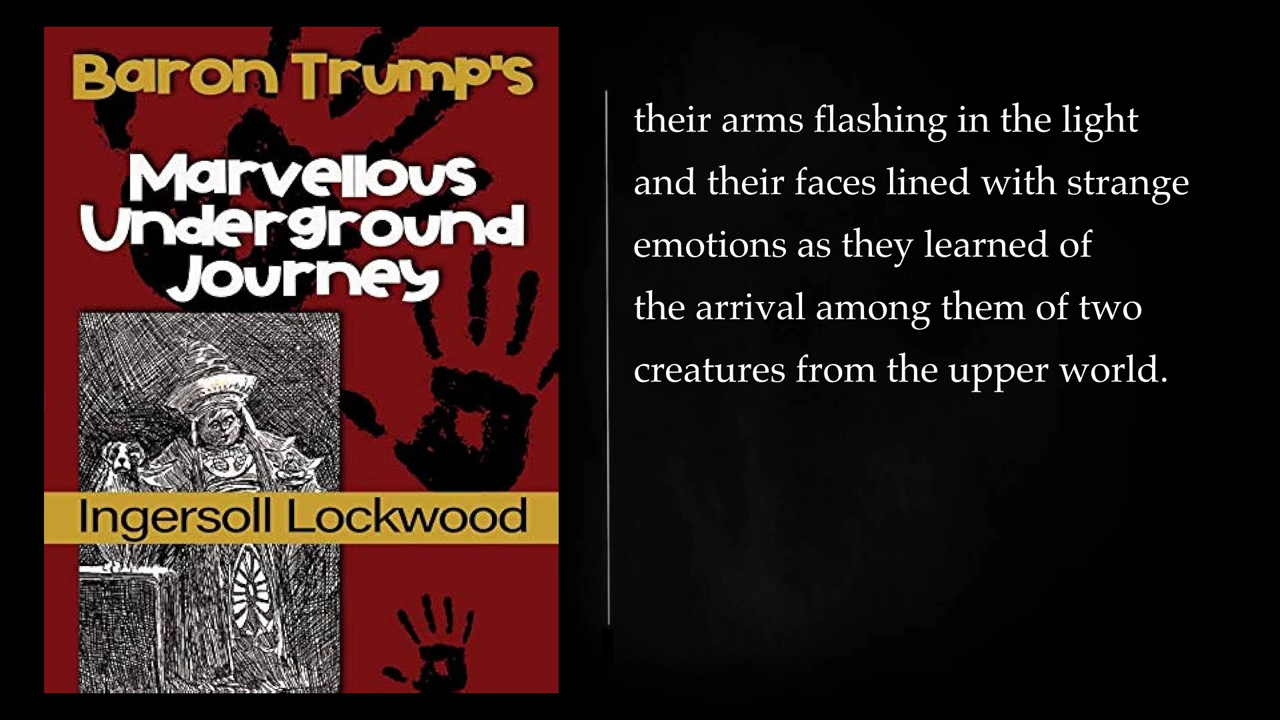 Baron Trump's
Marvellous
Underground
Journey
Ingersoll Lockwood
their arms flashing in the light
and their faces lined with strange
emotions as they learned of
the arrival among them of two
creatures from the upper world.